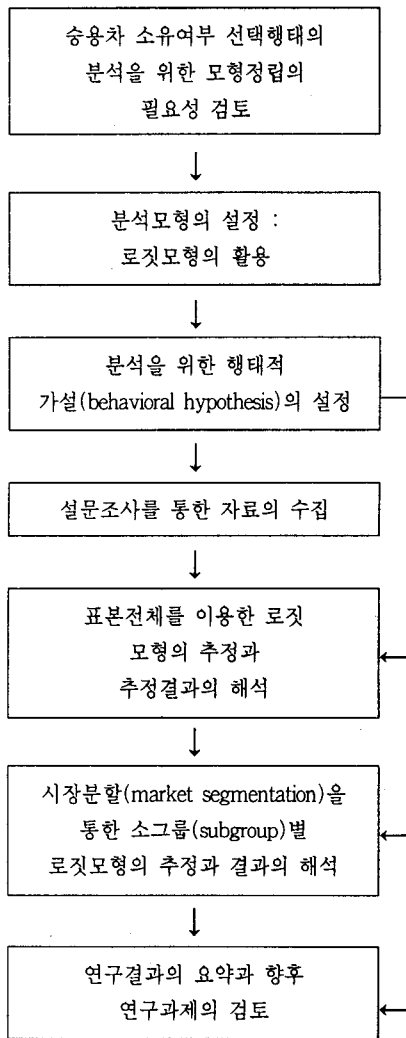 승용차 소유여부 선택행태의
분석을 위한 모형정립의
필요성 검토
분석모형의 설정 :
로짓모형의 활용
분석을 위한 행태적
가설(behavioral hypothesis)의 설정
설문조사를 통한 자료의 수집
표본전체를 이용한 로짓
모형의 추정과
추정결과의 해석
시장분할(market segmentation)을
통한 소그룹(subgroup)별
로짓모형의 추정과 결과의 해석
연구결과의 요약과 향후
연구과제의 검토